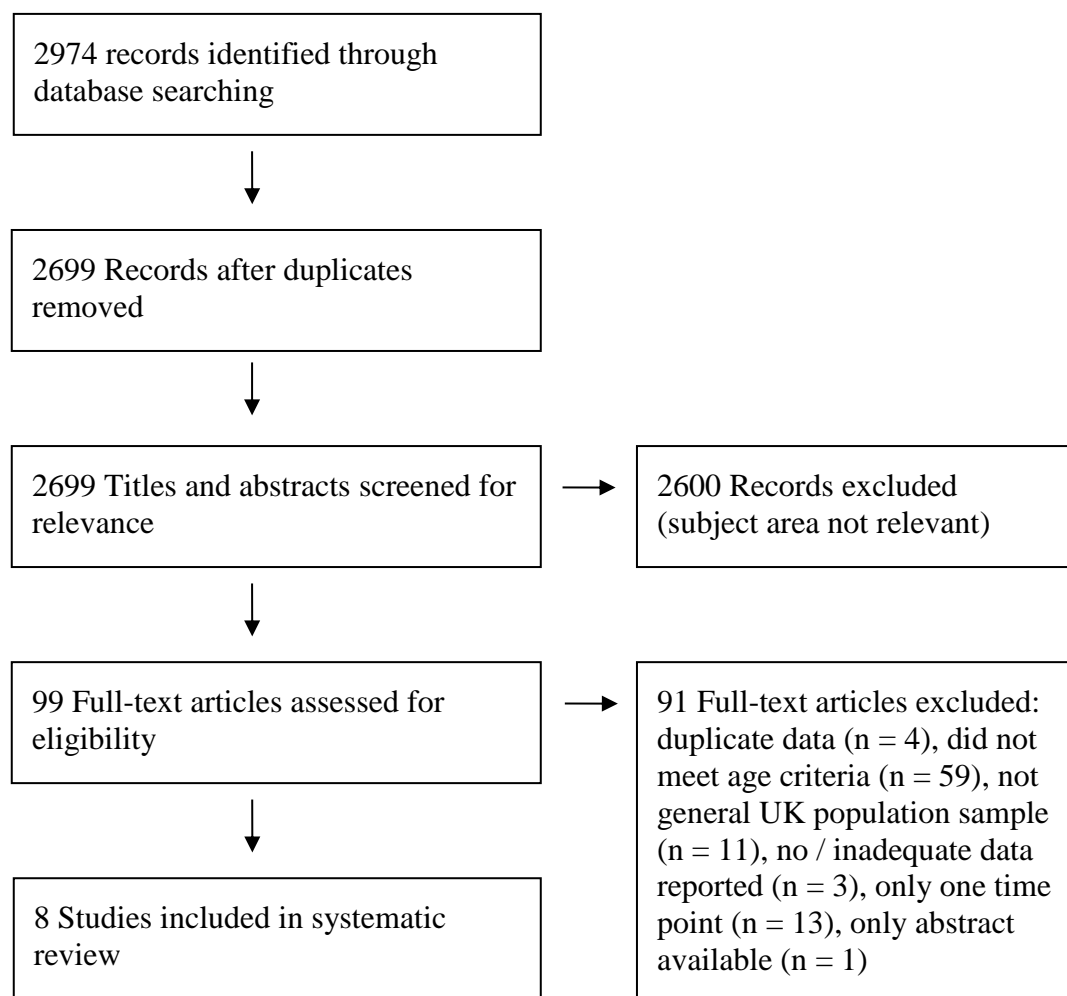 2974 records identified through
database searching
2699 Records after duplicates
removed
2699 Titles and abstracts screened for
relevance
2600 Records excluded
(subject area not relevant)
99 Full-text articles assessed for
eligibility
91 Full-text articles excluded:
duplicate data (n = 4), did not
meet age criteria (n = 59), not
general UK population sample
(n = 11), no / inadequate data
reported (n = 3), only one time
point (n = 13), only abstract
available (n = 1)
8 Studies included in systematic
review